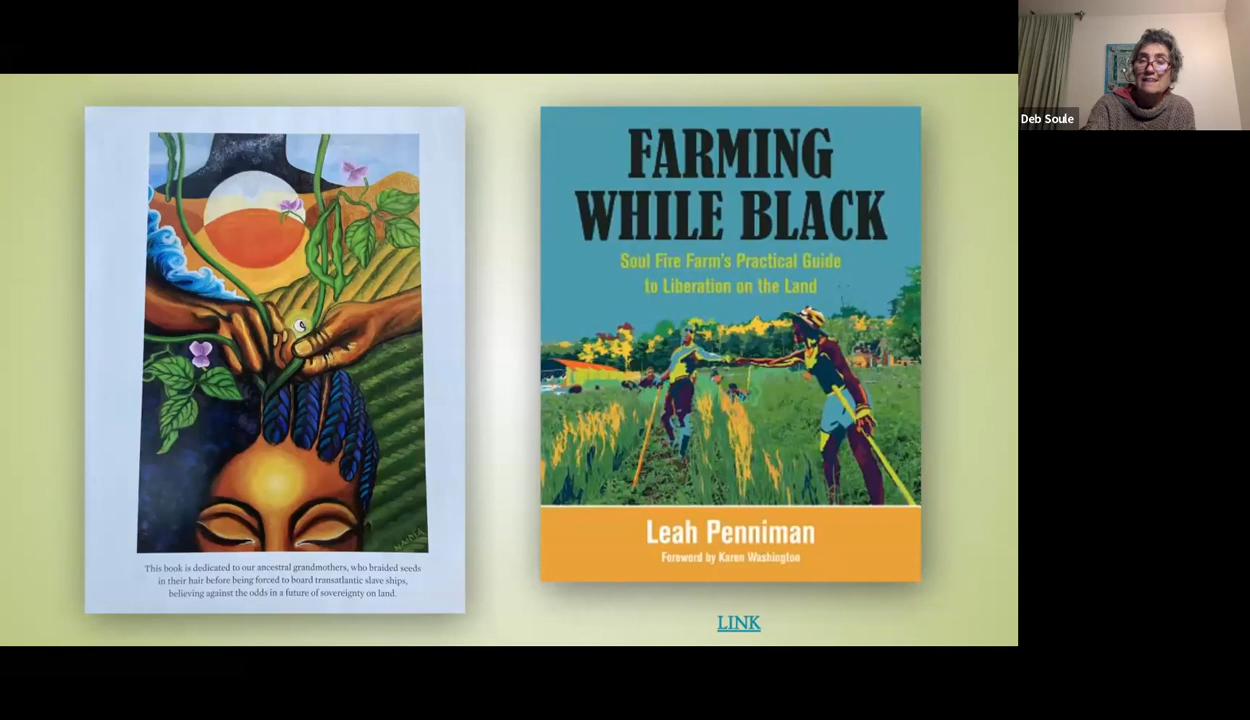 This book is dedicated to our ancestral grandmothers, who braided seeds
in their hair before being forced to board transatlantic slave ships,
believing against the odds in a future of sovereignty on land.
FARMING
WHILE BLACK
Soul Fire Farm's Practical Guide
to Liberation on the Land
Leah Penniman
Foreword by Karen Washington
LINK
Deb Soule